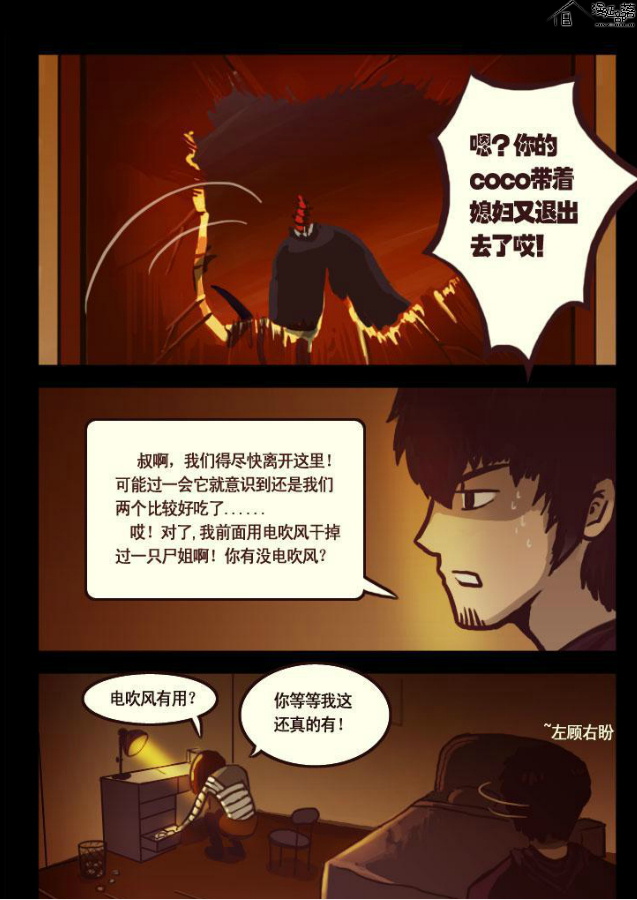 漫山部落
嗯？你的
coco带着
媳妇又退出
去了哎！
叔啊，我们得尽快离开这里！
可能过一会它就意识到还是我们
两个比较好吃了......
哎！对了,我前面用电吹风干掉
过一只尸姐啊！你有没电吹风？
电吹风有用？
你等等我这
还真的有！
~左顾右盼